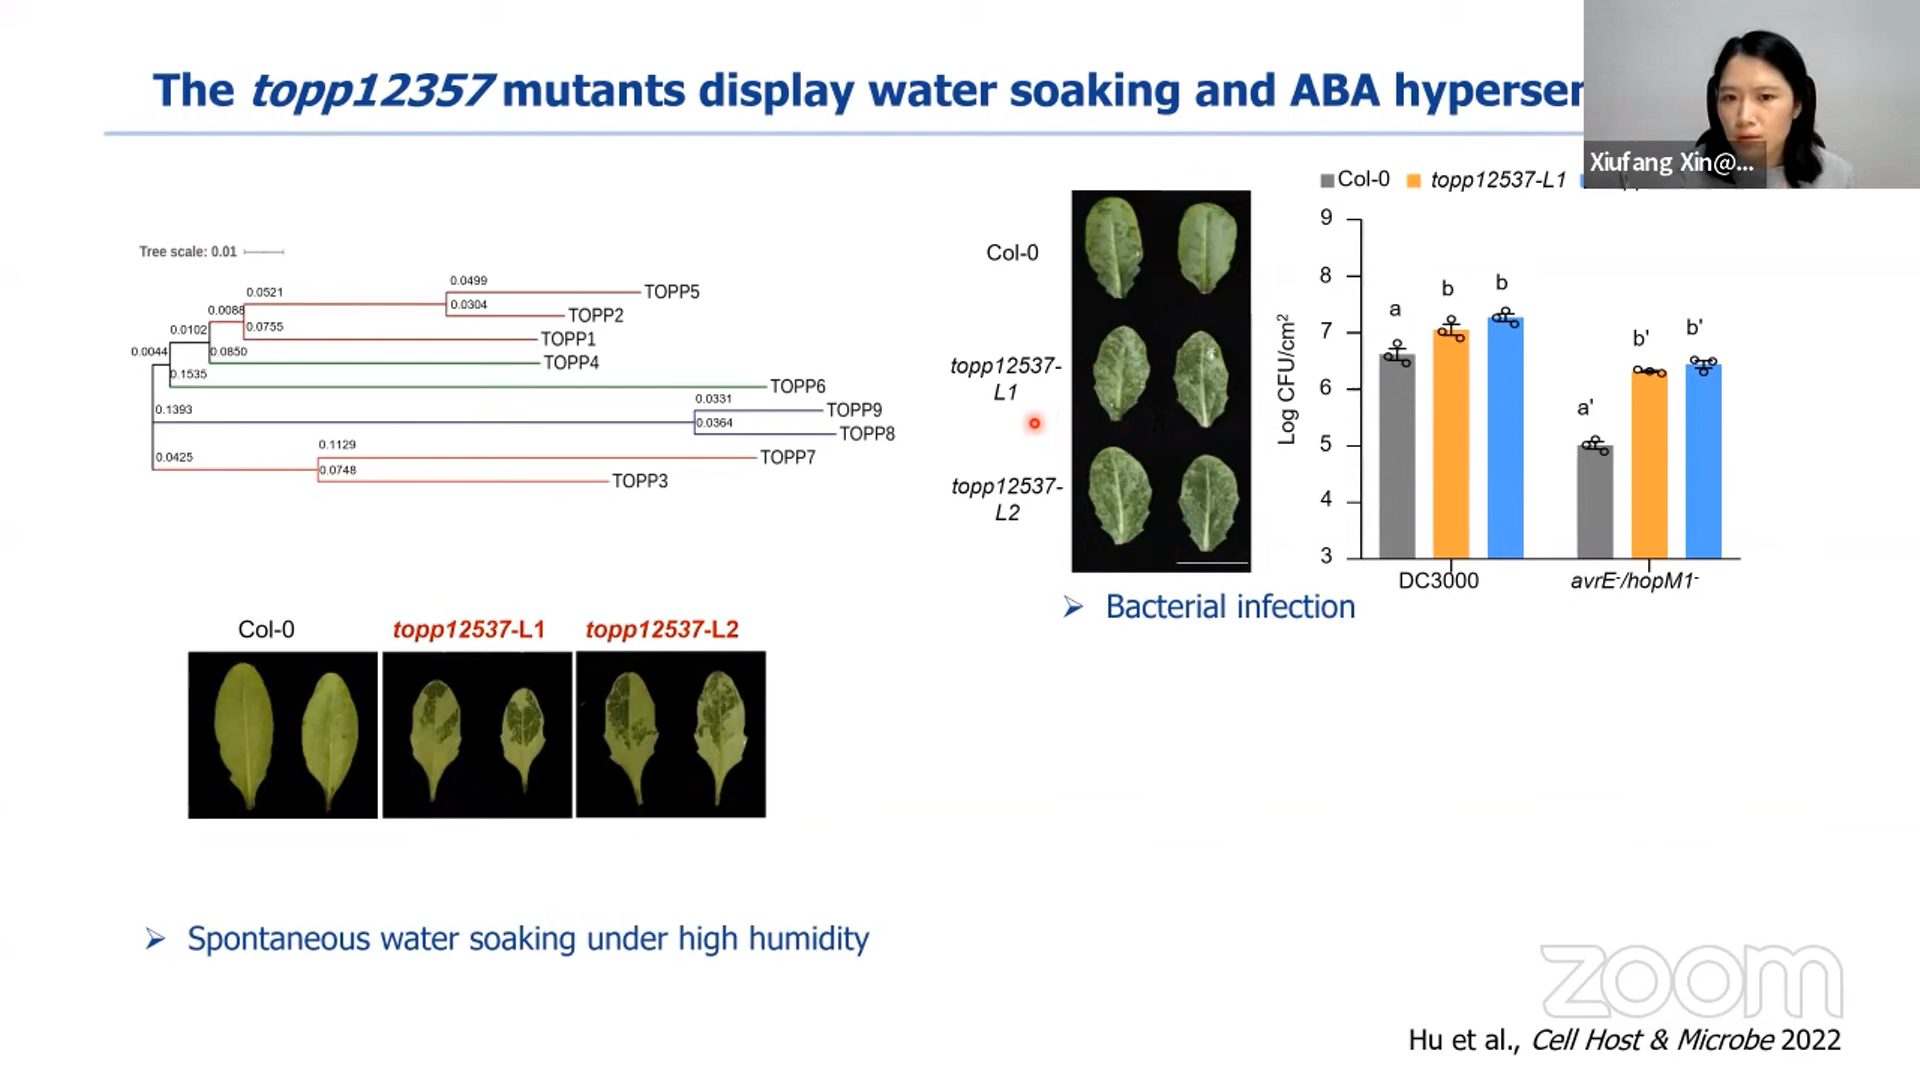 The topp12357 mutants display water soaking and ABA hypersen
Xiufang Xin@...
Tree scale: 0.01
0.0499
0.0521
TOPP5
0.0304
0.0088
TOPP2
0.0102
0.0755
TOPP1
0.0044
0.0850
TOPP4
0.1535
TOPP6
0.0331
0.1393
TOPP9
0.0364
TOPP8
0.1129
0.0425
TOPP7
0.0748
TOPP3
Col-0
topp12537-
L1
topp12537-
L2
Bacterial infection
Col-0 topp12537-L1
Log CFU/cm2
9
8
7
6
5
4
3
a
b
b
a'
b'
b'
DC3000
avrE-/hopM1-
Col-0
topp12537-L1
topp12537-L2
Spontaneous water soaking under high humidity
zoom
Hu et al., Cell Host & Microbe 2022